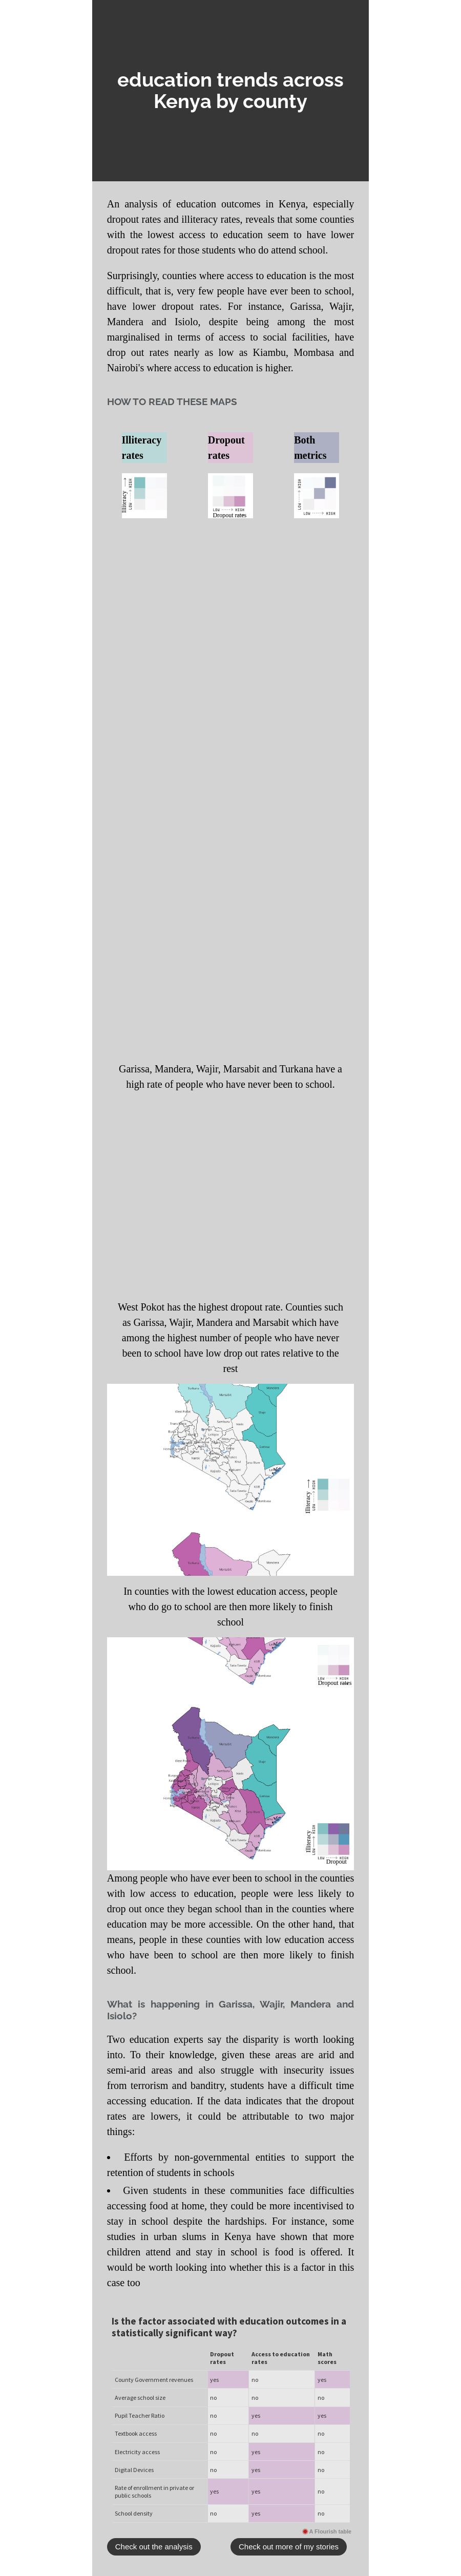 education trends across
Kenya by county
An analysis of education outcomes in Kenya, especially
dropout rates and illiteracy rates, reveals that some counties
with the lowest access to education seem to have lower
dropout rates for those students who do attend school.
Surprisingly, counties where access to education is the most
difficult, that is, very few people have ever been to school,
have lower dropout rates. For instance, Garissa, Wajir,
Mandera and Isiolo, despite being among the most
marginalised in terms of access to social facilities, have
drop out rates nearly as low as Kiambu, Mombasa and
Nairobi's where access to education is higher.
HOW TO READ THESE MAPS
Illiteracy
rates
Dropout
rates
Both
metrics
Illiteracy
LOW
HIGH
LOW
HIGH
Dropout rates
LOW
HIGH
LOW
HIGH
Garissa, Mandera, Wajir, Marsabit and Turkana have a
high rate of people who have never been to school.
West Pokot has the highest dropout rate. Counties such
as Garissa, Wajir, Mandera and Marsabit which have
among the highest number of people who have never
been to school have low drop out rates relative to the
rest
Illiteracy
LOW
HIGH
In counties with the lowest education access, people
who do go to school are then more likely to finish
school
LOW
HIGH
Dropout rates
Illiteracy
LOW
HIGH
LOW
HIGH
Dropout
Among people who have ever been to school in the counties
with low access to education, people were less likely to
drop out once they began school than in the counties where
education may be more accessible. On the other hand, that
means, people in these counties with low education access
who have been to school are then more likely to finish
school.
What is happening in Garissa, Wajir, Mandera and
Isiolo?
Two education experts say the disparity is worth looking
into. To their knowledge, given these areas are arid and
semi-arid areas and also struggle with insecurity issues
from terrorism and banditry, students have a difficult time
accessing education. If the data indicates that the dropout
rates are lowers, it could be attributable to two major
things:
• Efforts by non-governmental entities to support the
retention of students in schools
• Given students in these communities face difficulties
accessing food at home, they could be more incentivised to
stay in school despite the hardships. For instance, some
studies in urban slums in Kenya have shown that more
children attend and stay in school is food is offered. It
would be worth looking into whether this is a factor in this
case too
Is the factor associated with education outcomes in a
statistically significant way?
Dropout
rates
Access to education
rates
Math
scores
County Government revenues yes no yes
Average school size no no no
Pupil Teacher Ratio no yes yes
Textbook access no no no
Electricity access no yes no
Digital Devices no yes no
Rate of enrollment in private or
public schools yes yes no
School density no yes no
A Flourish table
Check out the analysis
Check out more of my stories